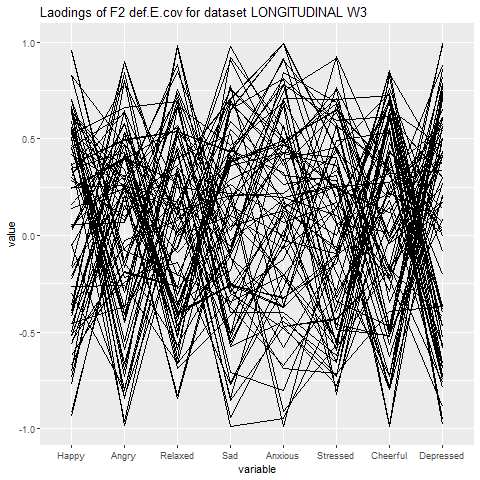 Laodings of F2 def.E.cov for dataset LONGITUDINAL W3
1.0
0.5
0.0
-0.5
-1.0
value
Happy Angry Relaxed Sad Anxious Stressed Cheerful Depressed
variable